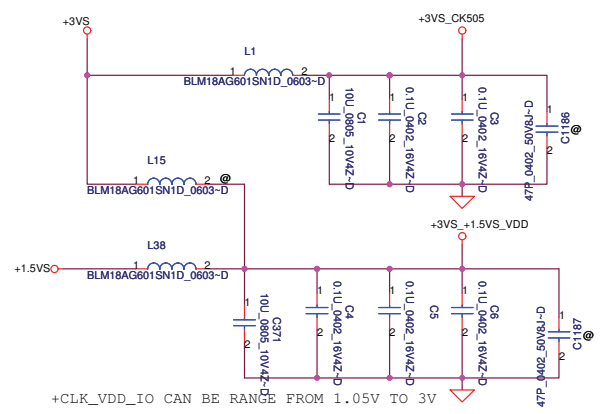 +3VS
+3VS_CK505
L1
1
2
BLM18AG601SN1D_0603~D
1
2
10U_0805_10V4Z~D
C1
1
2
0.1U_0402_16V4Z~D
C2
1
2
0.1U_0402_16V4Z~D
C3
1
2
47P_0402_50V8J~D
C1186
@
L15
1
2
@
BLM18AG601SN1D_0603~D
+3VS_+1.5VS_VDD
L38
+1.5VS
1
2
BLM18AG601SN1D_0603~D
1
2
10U_0805_10V4Z~D
C371
1
2
0.1U_0402_16V4Z~D
C4
1
2
0.1U_0402_16V4Z~D
C5
1
2
0.1U_0402_16V4Z~D
C6
1
2
47P_0402_50V8J~D
C1187
@
+CLK_VDD_IO CAN BE RANGE FROM 1.05V TO 3V